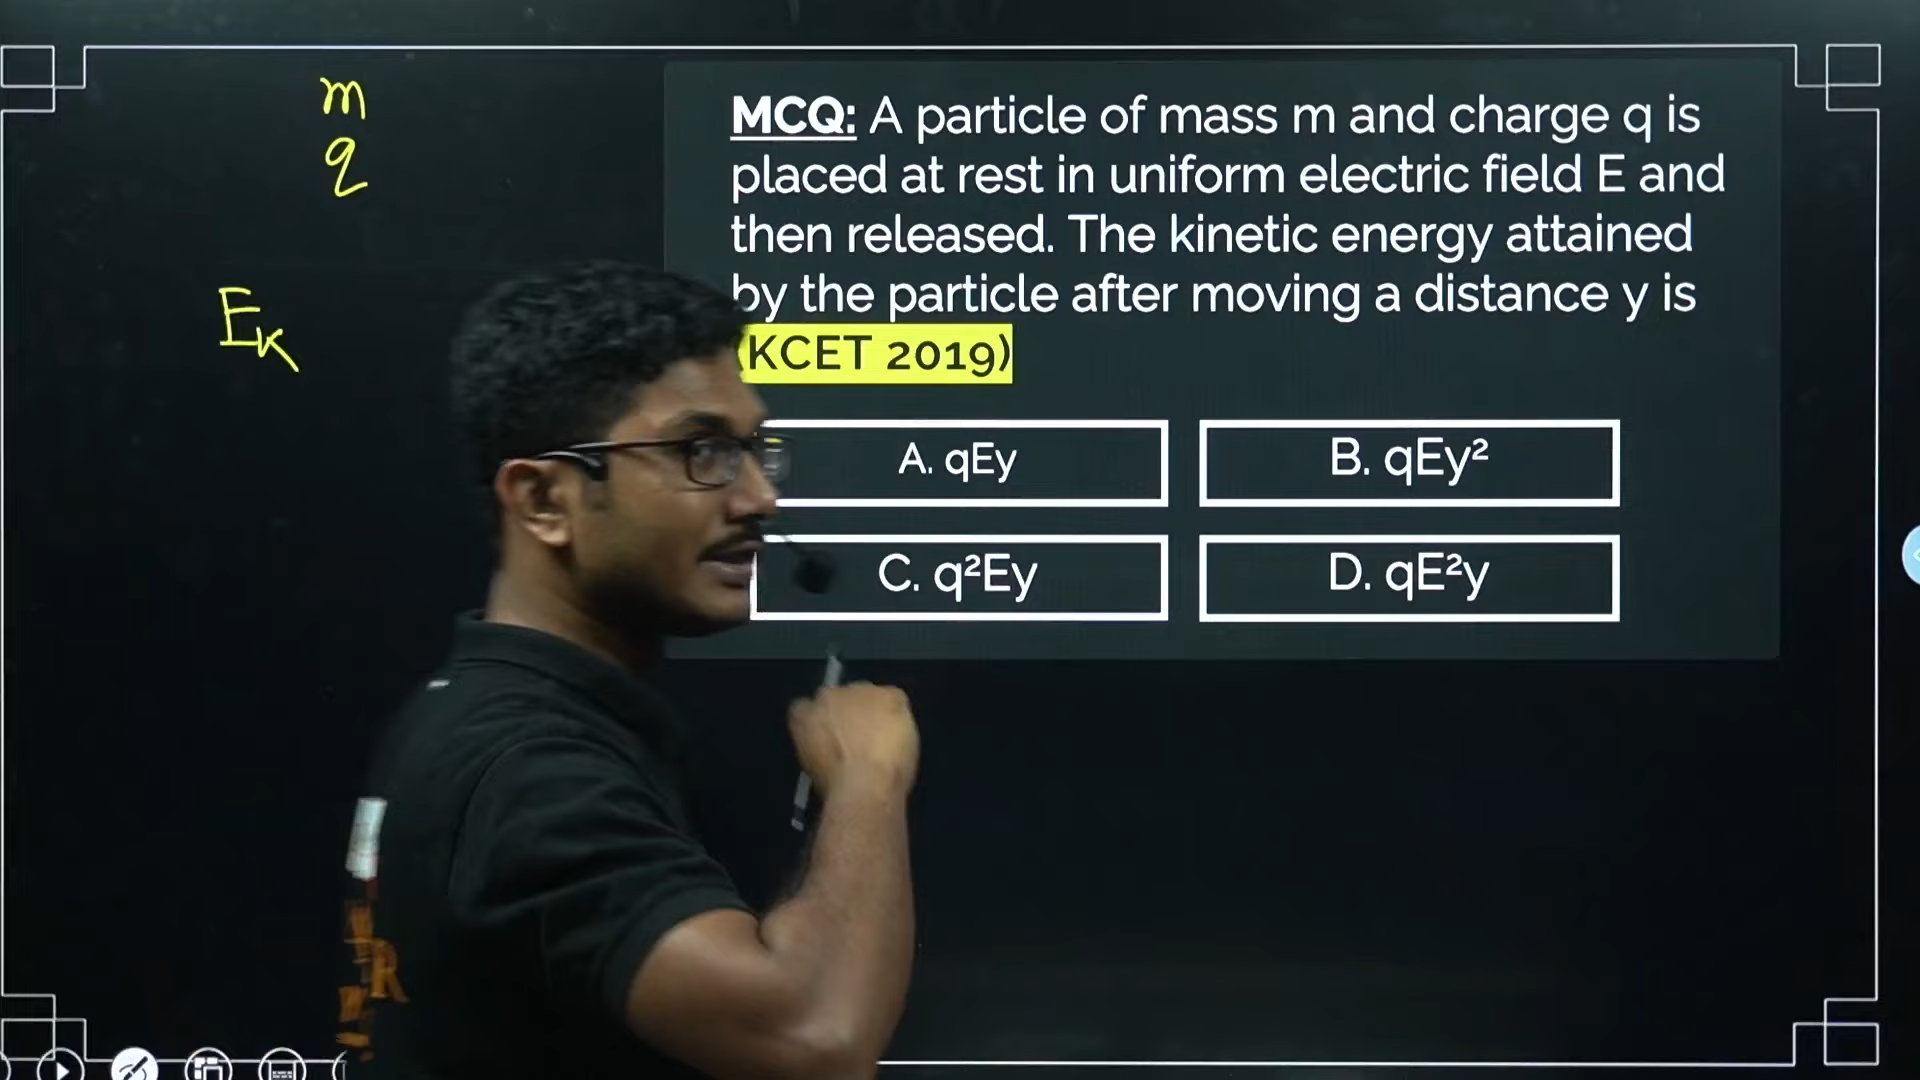 m
q
E_K
MCQ: A particle of mass m and charge q is
placed at rest in uniform electric field E and
then released. The kinetic energy attained
by the particle after moving a distance y is
(KCET 2019)
A. qEy
B. qEy²
C. q²Ey
D. qE²y